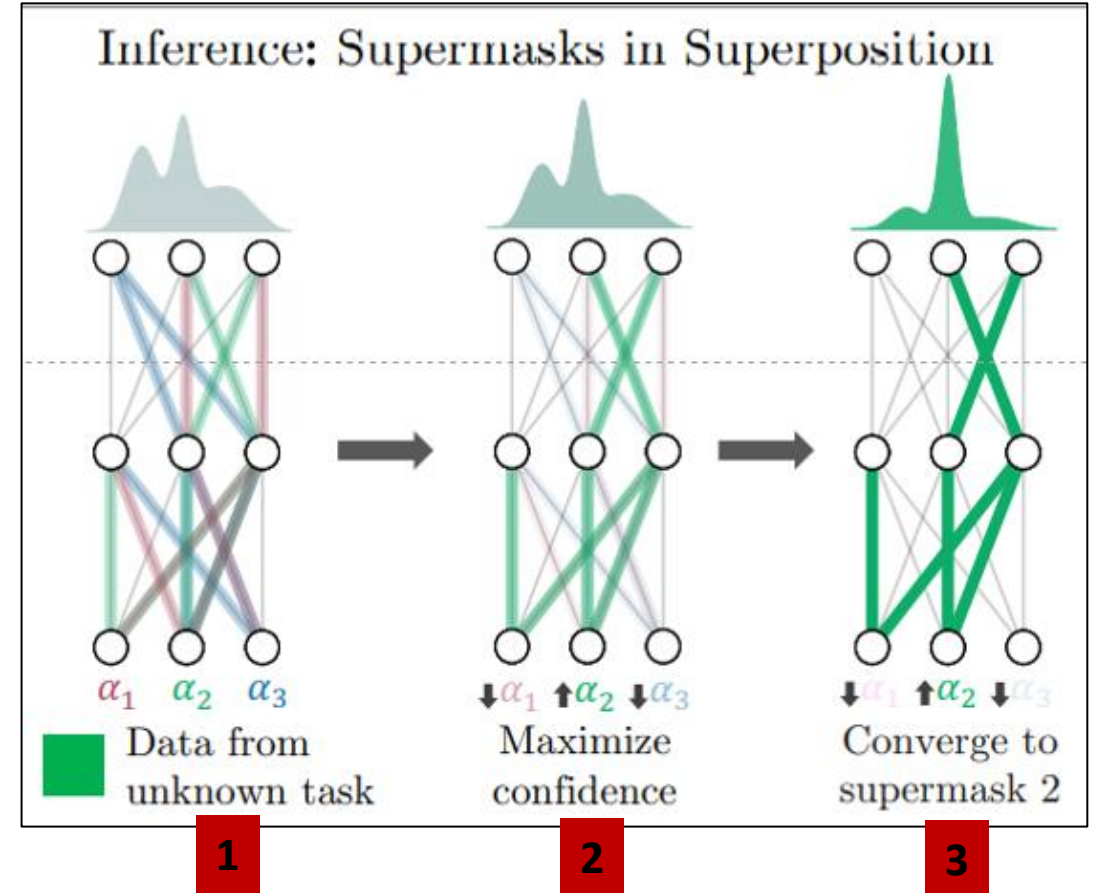 Inference: Supermasks in Superposition
α₁ α₂ α₃
⬇α₁ ⬆α₂ ⬇α₃
⬇α₁ ⬆α₂ ⬇α₃
Data from
unknown task
Maximize
confidence
Converge to
supermask 2
1
2
3